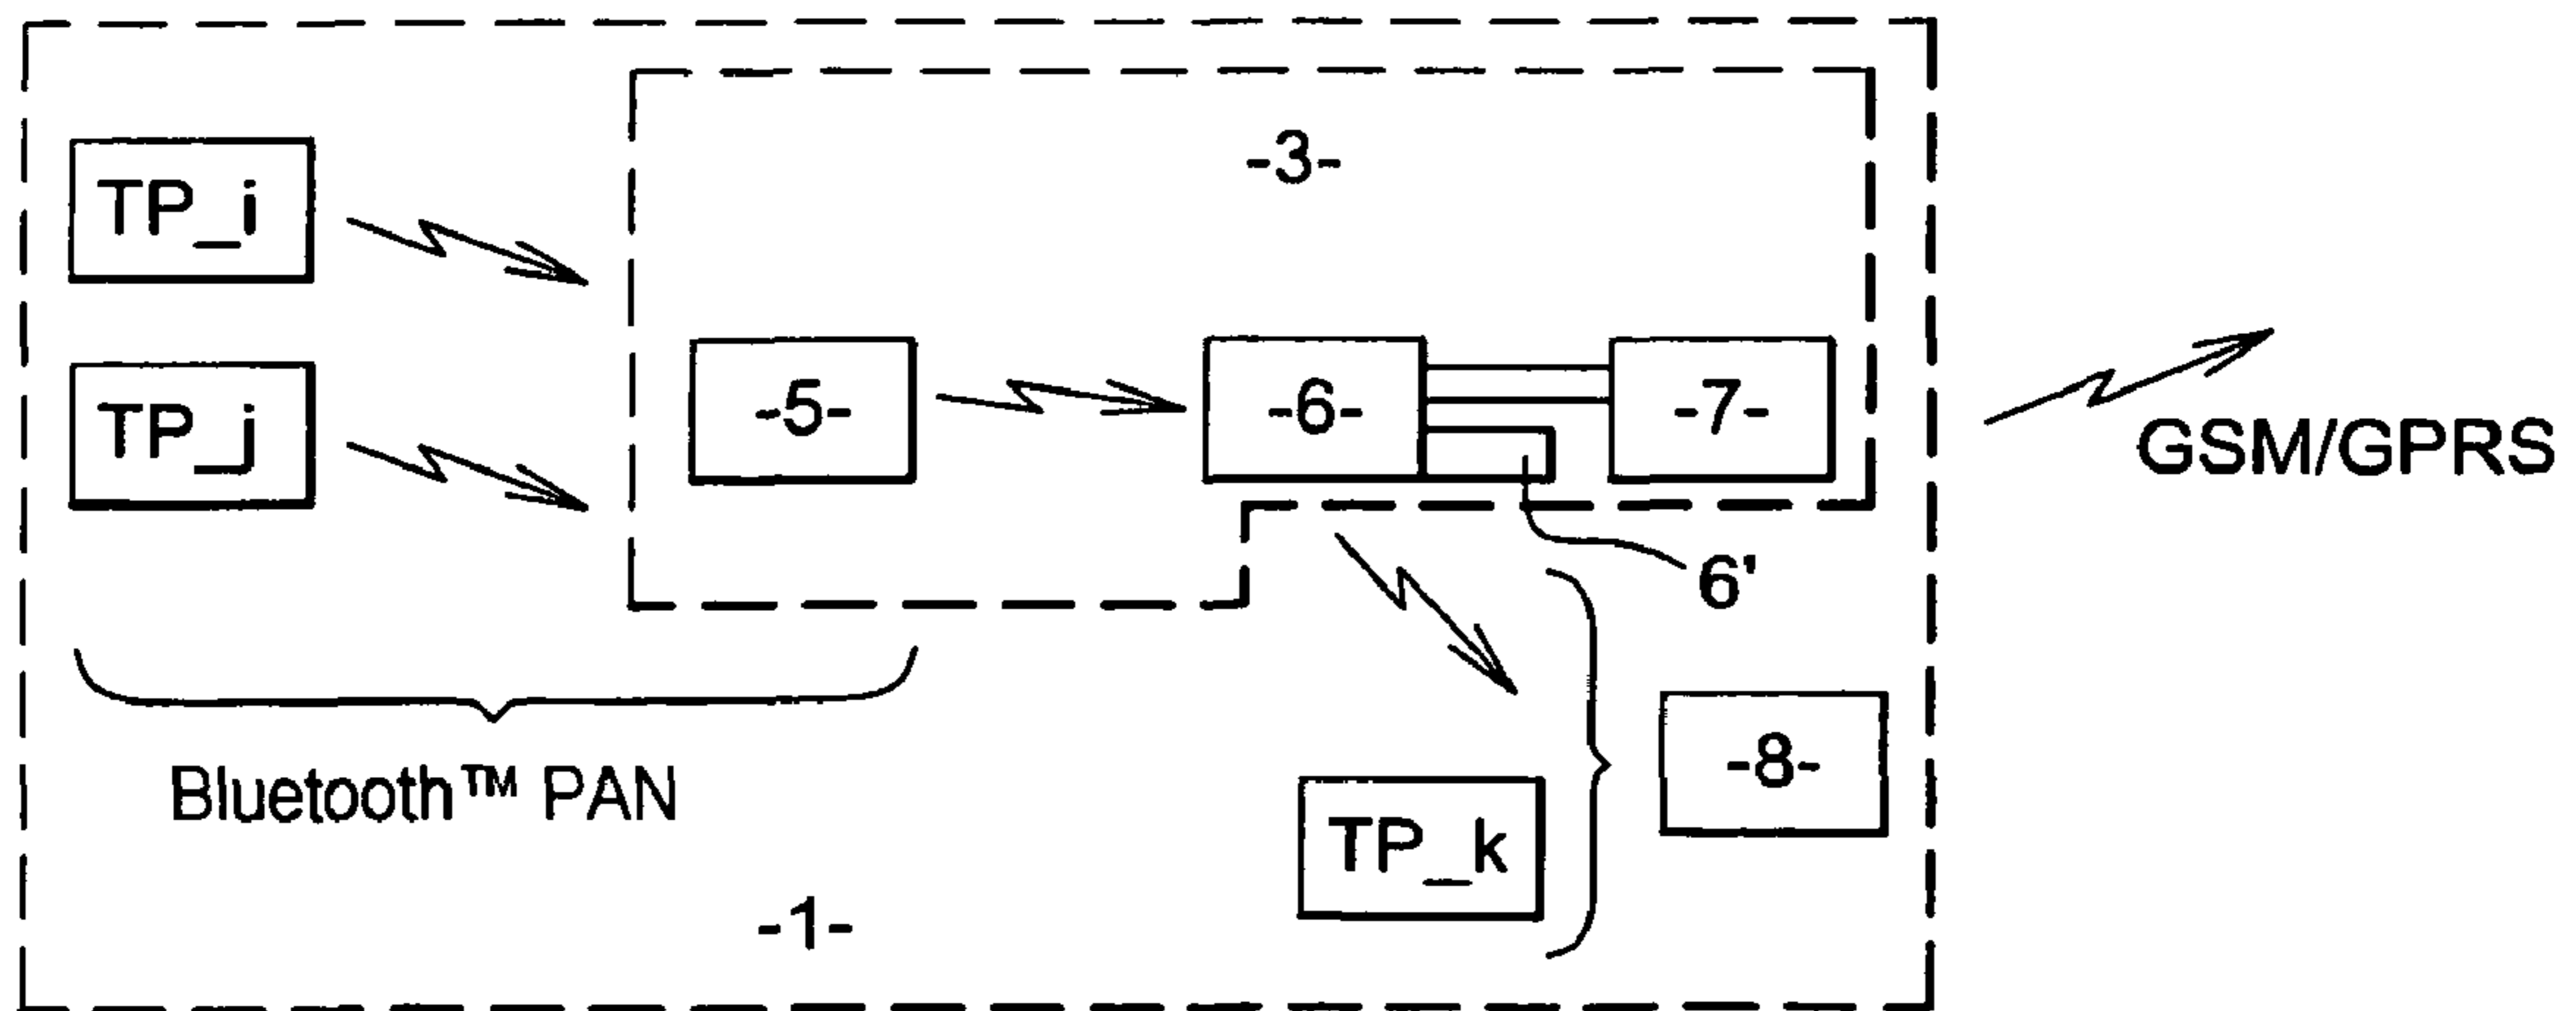 -3-
TP_i
TP_j
-5-
-6-
-7-
GSM/GPRS
6'
Bluetooth™ PAN
-8-
TP_k
-1-